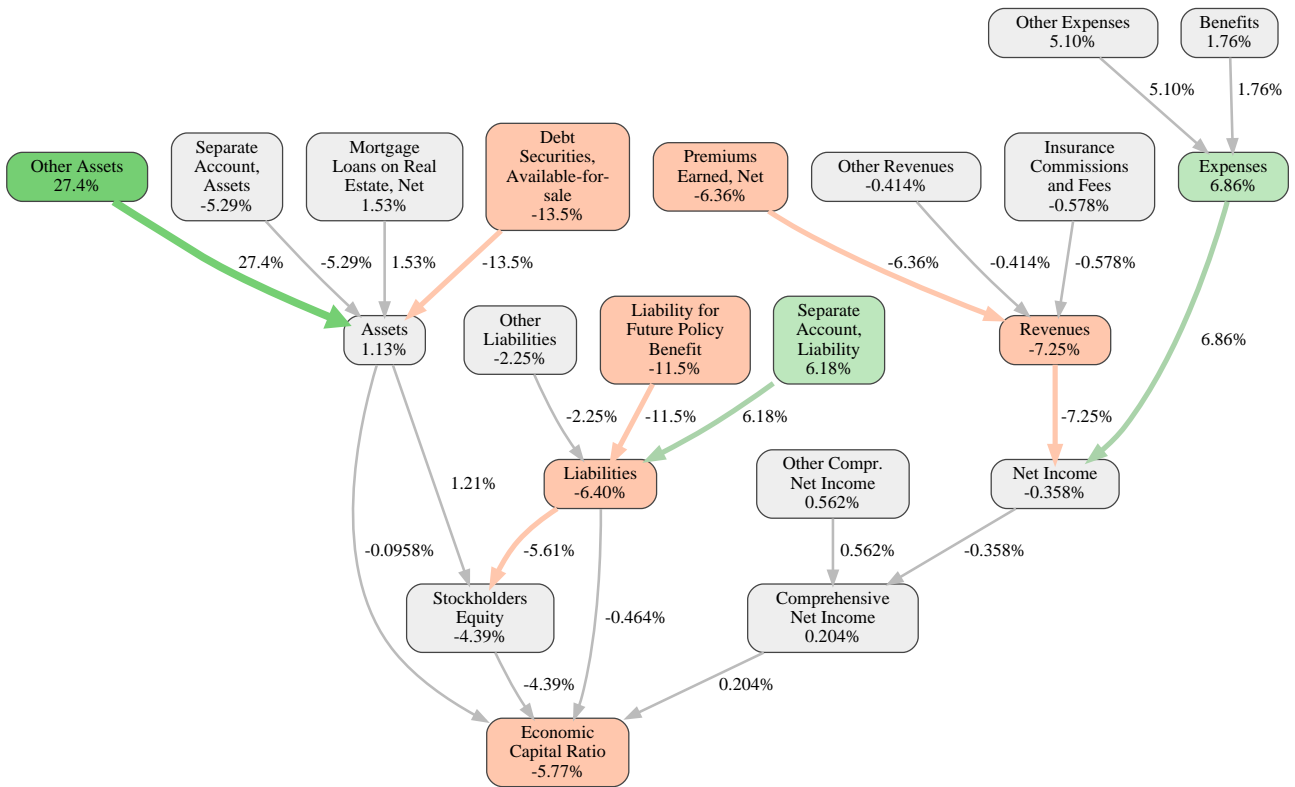 Other Expenses
5.10%
Benefits
1.76%
5.10%
1.76%
Other Assets
27.4%
Separate
Account,
Assets
-5.29%
Mortgage
Loans on Real
Estate, Net
1.53%
Debt
Securities,
Available-for-
sale
-13.5%
Premiums
Earned, Net
-6.36%
Other Revenues
-0.414%
Insurance
Commissions
and Fees
-0.578%
Expenses
6.86%
27.4%
-5.29%
1.53%
-13.5%
-6.36%
-0.414%
-0.578%
Assets
1.13%
Other
Liabilities
-2.25%
Liability for
Future Policy
Benefit
-11.5%
Separate
Account,
Liability
6.18%
Revenues
-7.25%
6.86%
-2.25%
-11.5%
6.18%
-7.25%
1.21%
Liabilities
-6.40%
Other Compr.
Net Income
0.562%
Net Income
-0.358%
-0.0958%
-5.61%
0.562%
-0.358%
Stockholders
Equity
-4.39%
-0.464%
Comprehensive
Net Income
0.204%
-4.39%
0.204%
Economic
Capital Ratio
-5.77%